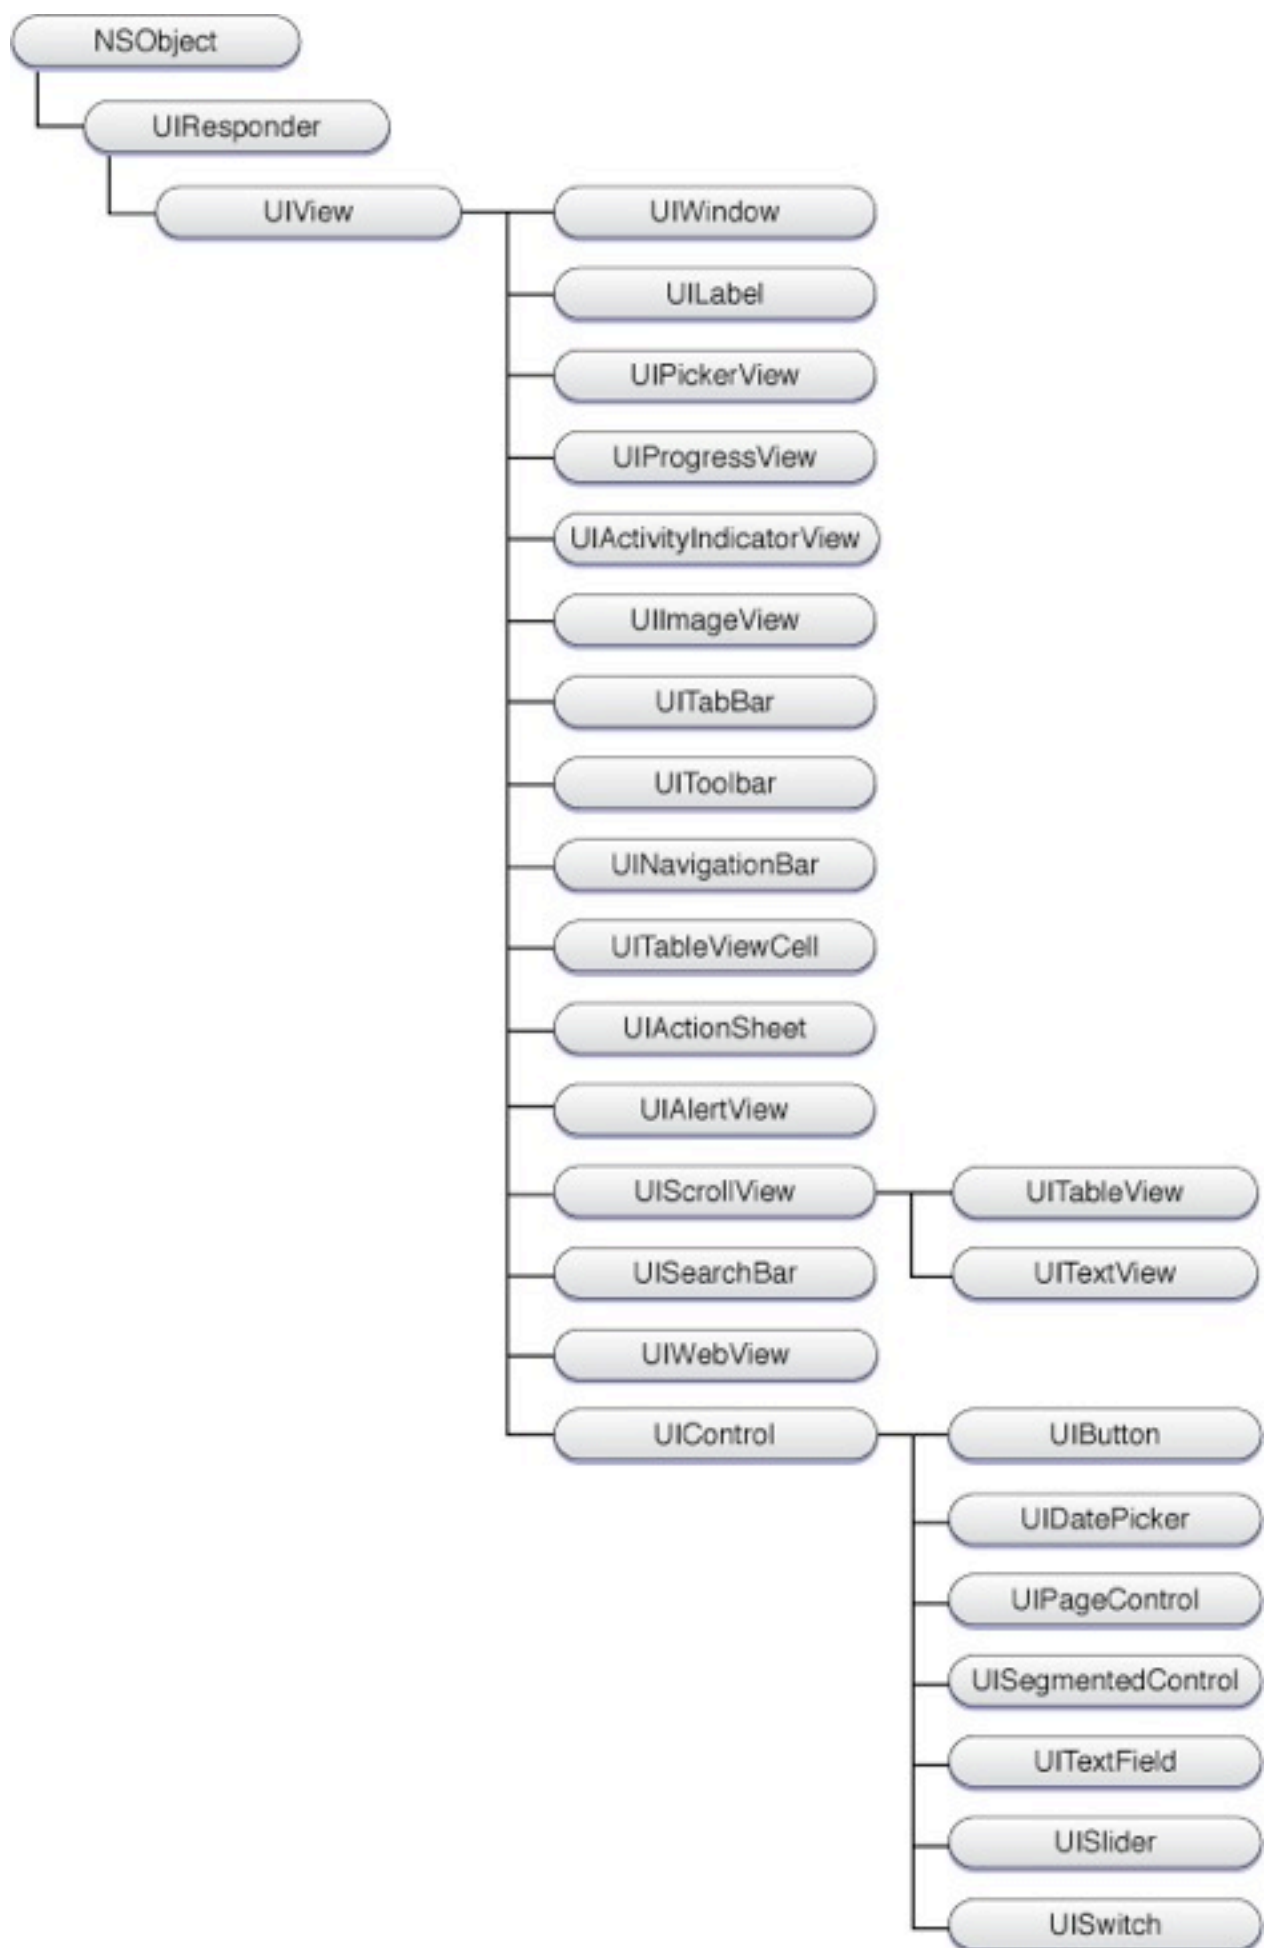 NSObject
UIResponder
UIView
UIWindow
UILabel
UIPickerView
UIProgressView
UIActivityIndicatorView
UIImageView
UITabBar
UIToolbar
UINavigationBar
UITableViewCell
UIActionSheet
UIAlertView
UIScrollView
UITableView
UISearchBar
UITextView
UIWebView
UIControl
UIButton
UIDatePicker
UIPageControl
UISegmentedControl
UITextField
UISlider
UISwitch